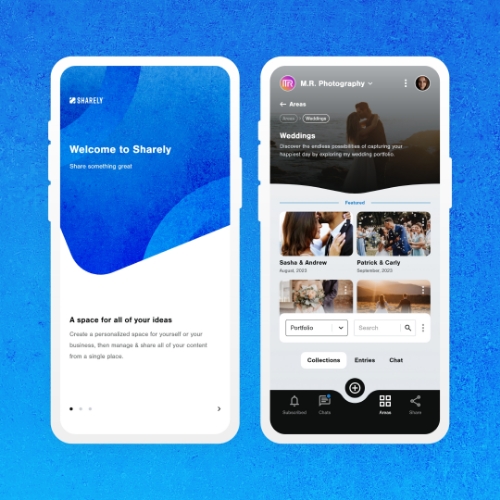 SHARELY
Welcome to Sharely
Share something great
A space for all of your ideas
Create a personalized space for yourself or your
business, then manage & share all of your content
from a single place.
MR
M.R. Photography
Areas
Areas / Weddings
Weddings
Discover the endless possibilities of capturing your
happiest day by exploring my wedding portfolio.
Featured
Sasha & Andrew
August, 2023
Patrick & Carly
September, 2023
Portfolio
Search
Collections
Entries
Chat
Subscribed
Chats
Areas
Share